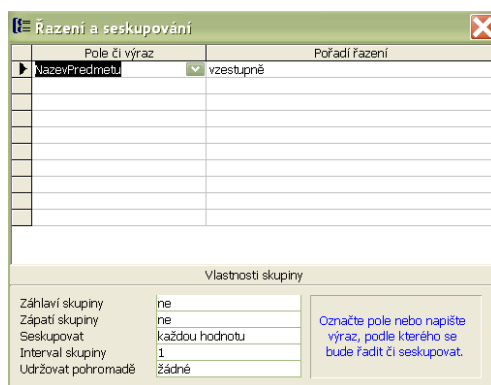 Řazení a seskupování
Pole či výraz Pořadí řazení
NazevPredmetu vzestupně
Vlastnosti skupiny
Záhlaví skupiny ne
Zápatí skupiny ne
Seskupovat každou hodnotu
Interval skupiny 1
Udržovat pohromadě žádné
Označte pole nebo napište
výraz, podle kterého se
bude řadit či seskupovat.